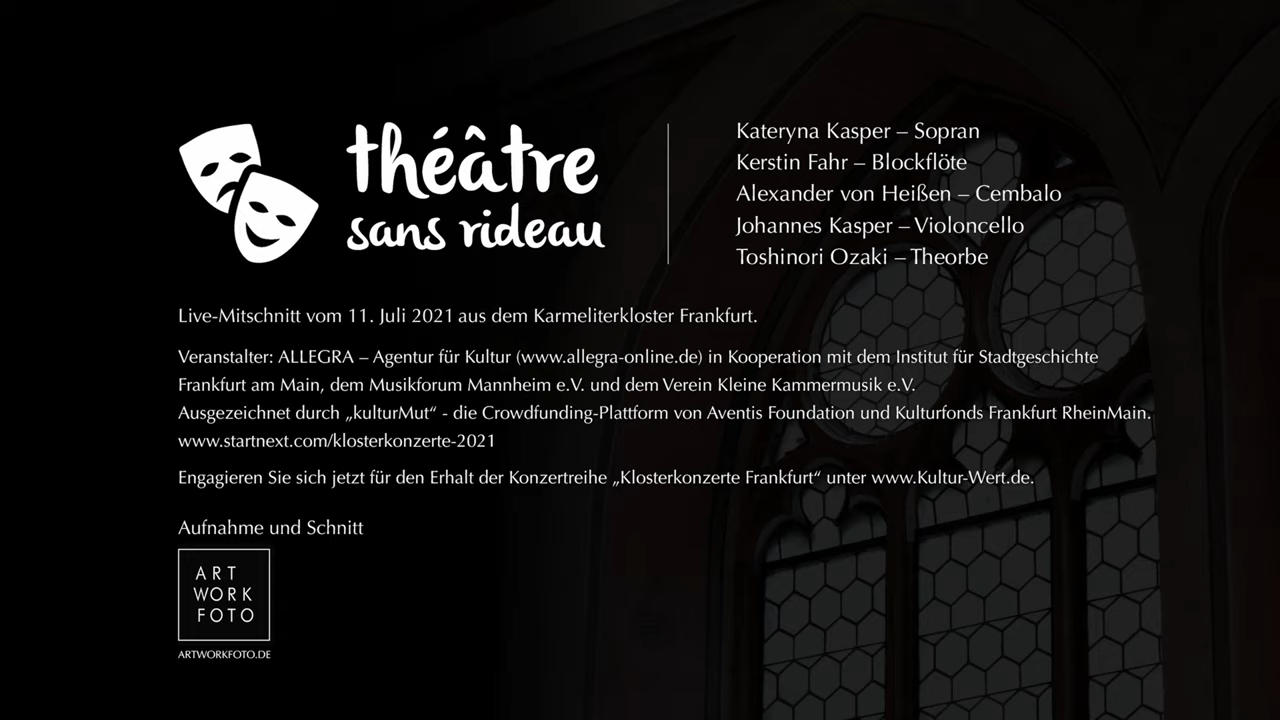 théâtre
sans rideau
Kateryna Kasper – Sopran
Kerstin Fahr – Blockflöte
Alexander von Heißen – Cembalo
Johannes Kasper – Violoncello
Toshinori Ozaki – Theorbe
Live-Mitschnitt vom 11. Juli 2021 aus dem Karmeliterkloster Frankfurt.
Veranstalter: ALLEGRA – Agentur für Kultur (www.allegra-online.de) in Kooperation mit dem Institut für Stadtgeschichte
Frankfurt am Main, dem Musikforum Mannheim e.V. und dem Verein Kleine Kammermusik e.V.
Ausgezeichnet durch „kulturMut“ - die Crowdfunding-Plattform von Aventis Foundation und Kulturfonds Frankfurt RheinMain.
www.startnext.com/klosterkonzerte-2021
Engagieren Sie sich jetzt für den Erhalt der Konzertreihe „Klosterkonzerte Frankfurt“ unter www.Kultur-Wert.de.
Aufnahme und Schnitt
ART
WORK
FOTO
ARTWORKFOTO.DE